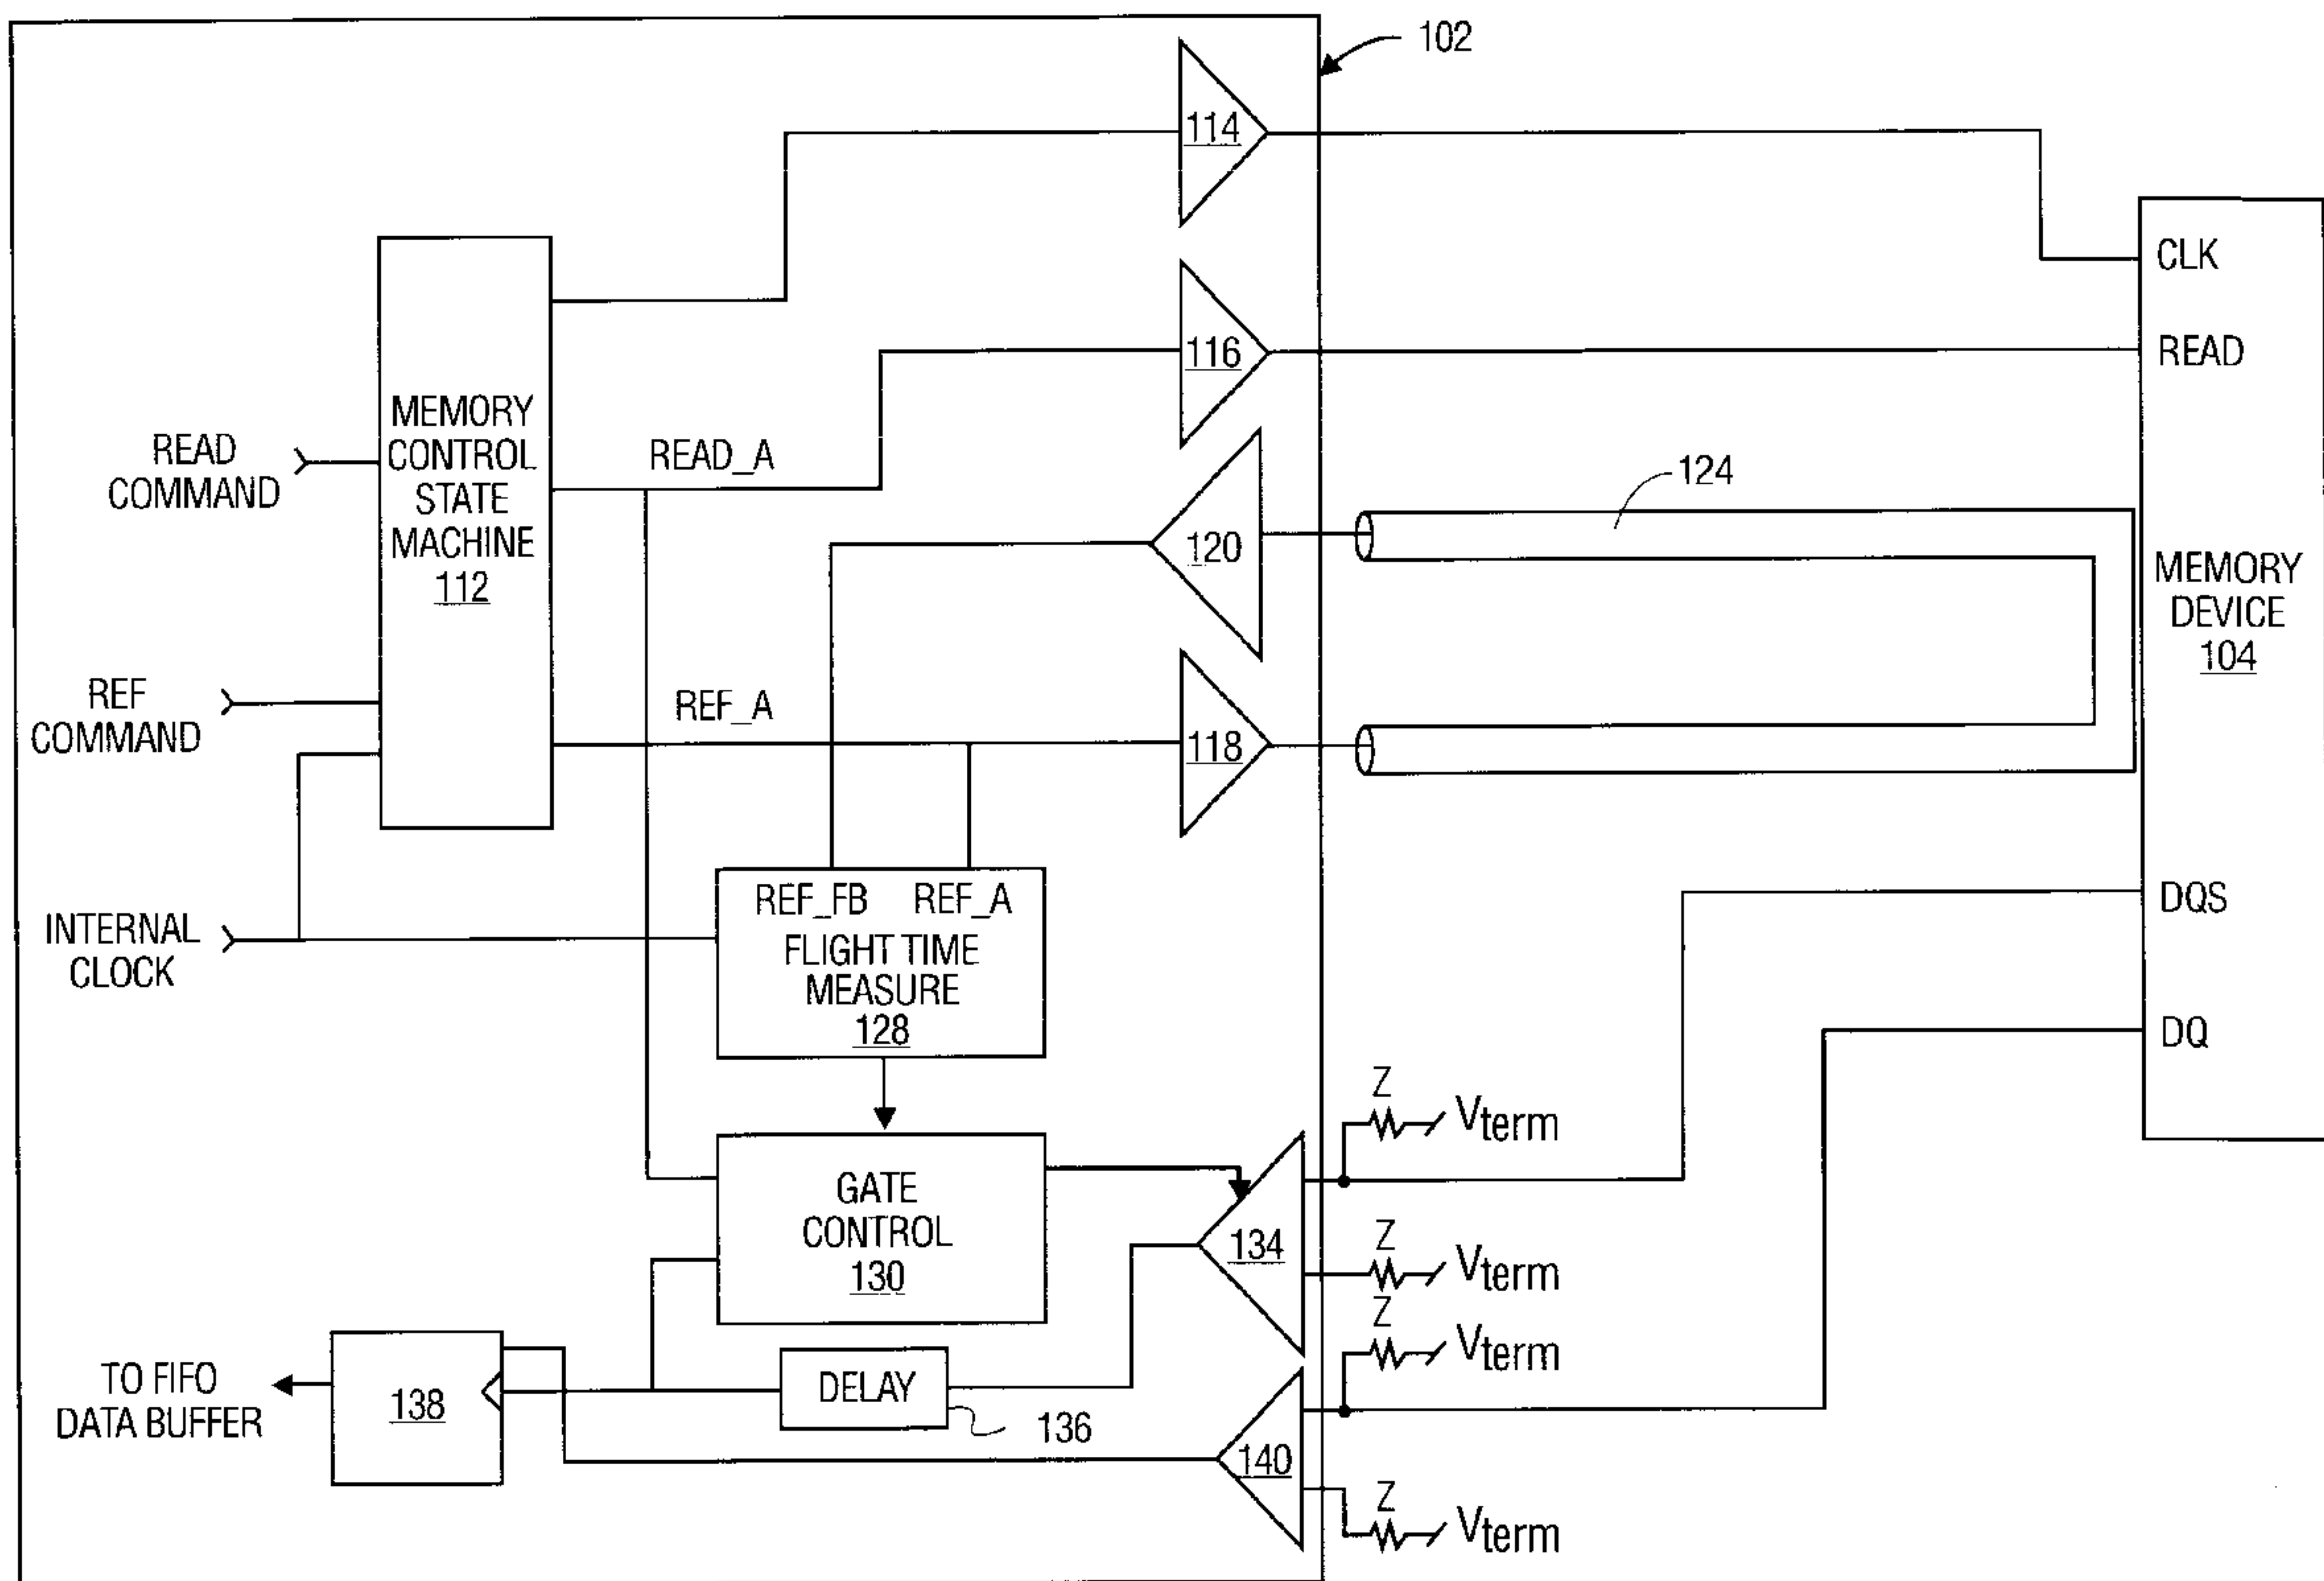 102
114
CLK
116
READ
MEMORY
CONTROL
STATE
MACHINE
112
READ
COMMAND
READ_A
124
120
MEMORY
DEVICE
104
REF
COMMAND
REF_A
118
REF_FB REF_A
FLIGHT TIME
MEASURE
128
INTERNAL
CLOCK
DQS
DQ
Z
Vterm
GATE
CONTROL
130
134
Z
Vterm
Z
Vterm
TO FIFO
DATA BUFFER
138
DELAY
136
140
Z
Vterm